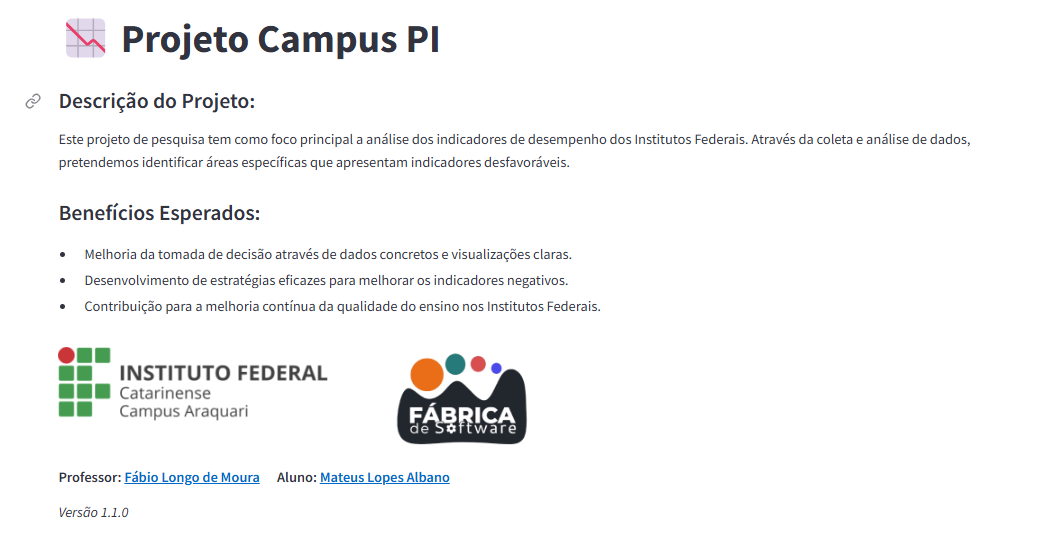 Projeto Campus PI
Descrição do Projeto:
Este projeto de pesquisa tem como foco principal a análise dos indicadores de desempenho dos Institutos Federais. Através da coleta e análise de dados,
pretendemos identificar áreas específicas que apresentam indicadores desfavoráveis.
Benefícios Esperados:
• Melhoria da tomada de decisão através de dados concretos e visualizações claras.
• Desenvolvimento de estratégias eficazes para melhorar os indicadores negativos.
• Contribuição para a melhoria contínua da qualidade do ensino nos Institutos Federais.
INSTITUTO FEDERAL
Catarinense
Campus Araquari
FÁBRICA
de Software
Professor: Fábio Longo de Moura Aluno: Mateus Lopes Albano
Versão 1.1.0